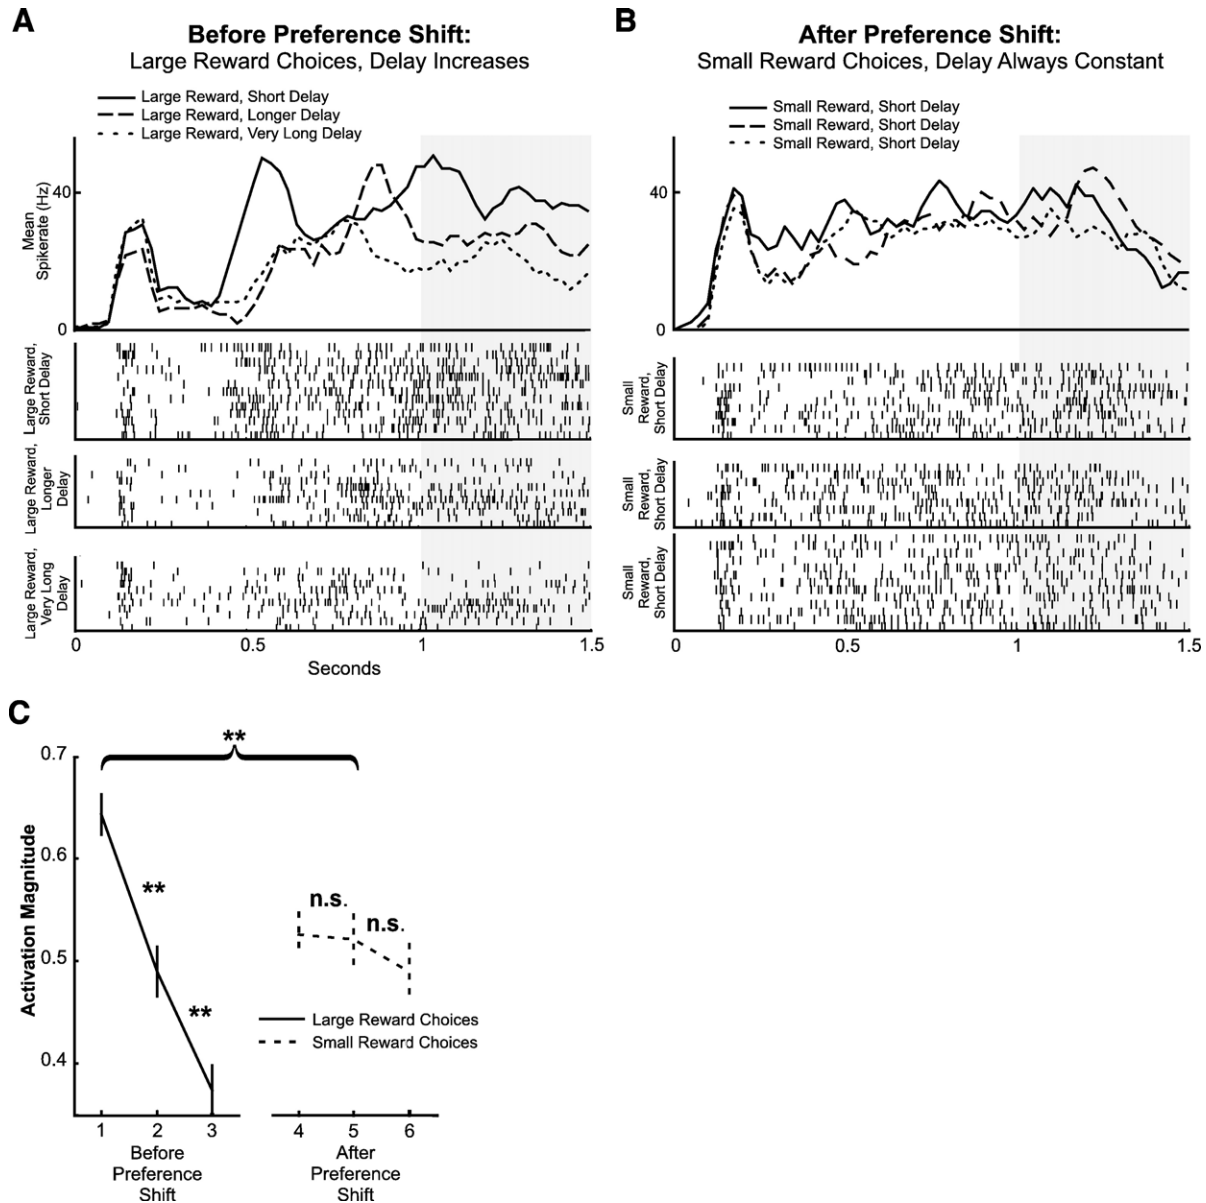 A
Before Preference Shift:
Large Reward Choices, Delay Increases
Large Reward, Short Delay
Large Reward, Longer Delay
Large Reward, Very Long Delay
40
Mean
Spikerate (Hz)
0
Large Reward,
Short Delay
Large Reward,
Longer
Delay
Large Reward,
Very Long
Delay
0
0.5
1
1.5
Seconds
B
After Preference Shift:
Small Reward Choices, Delay Always Constant
Small Reward, Short Delay
Small Reward, Short Delay
Small Reward, Short Delay
40
0
Small
Reward,
Short Delay
Small
Reward,
Short Delay
Small
Reward,
Short Delay
0
0.5
1
1.5
C
**
0.7
0.6
0.5
0.4
Activation Magnitude
**
**
n.s.
n.s.
Large Reward Choices
Small Reward Choices
1
2
3
4
5
6
Before
Preference
Shift
After
Preference
Shift